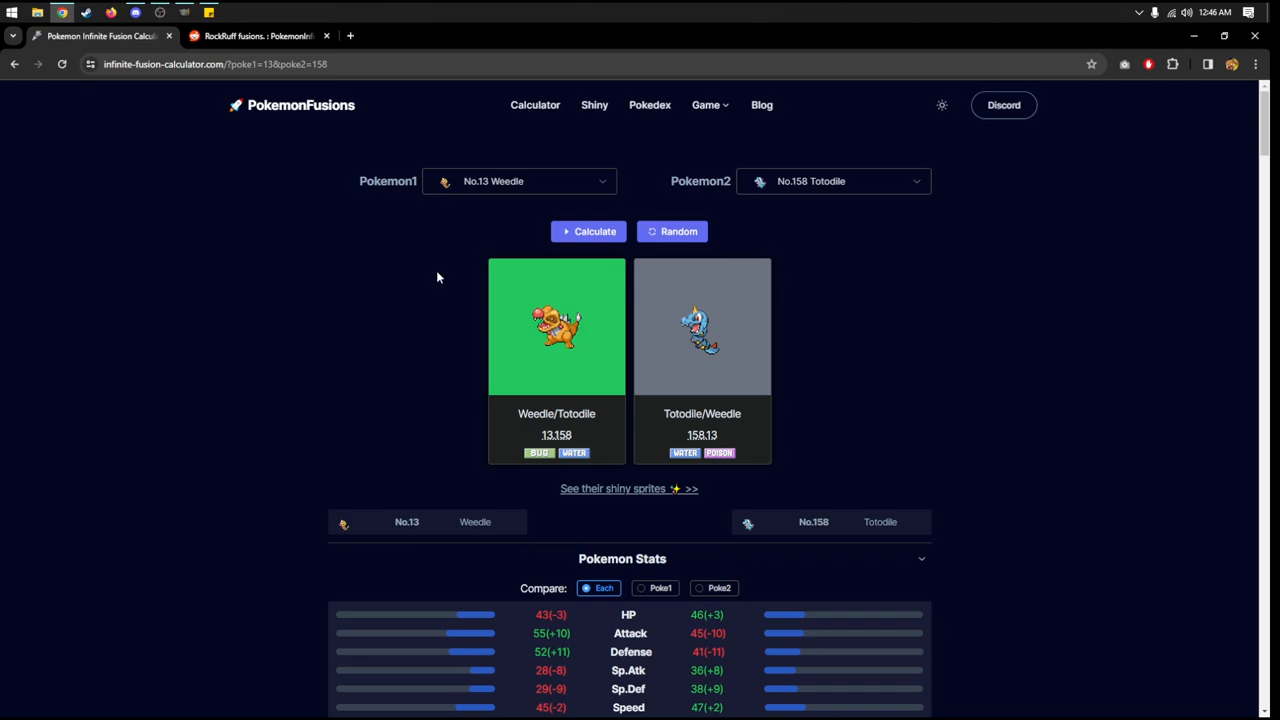 12:46 AM
Pokemon Infinite Fusion Calcula
RockRuff fusions. : PokemonInfi
infinite-fusion-calculator.com/?poke1=13&poke2=158
PokemonFusions
Calculator Shiny Pokedex Game Blog
Discord
Pokemon1 No.13 Weedle Pokemon2 No.158 Totodile
Calculate Random
Weedle/Totodile Totodile/Weedle
13.158 158.13
BUG WATER WATER POISON
See their shiny sprites ✨ >>
No.13 Weedle No.158 Totodile
Pokemon Stats
Compare: Each Poke1 Poke2
43(-3) HP 46(+3)
55(+10) Attack 45(-10)
52(+11) Defense 41(-11)
28(-8) Sp.Atk 36(+8)
29(-9) Sp.Def 38(+9)
45(-2) Speed 47(+2)